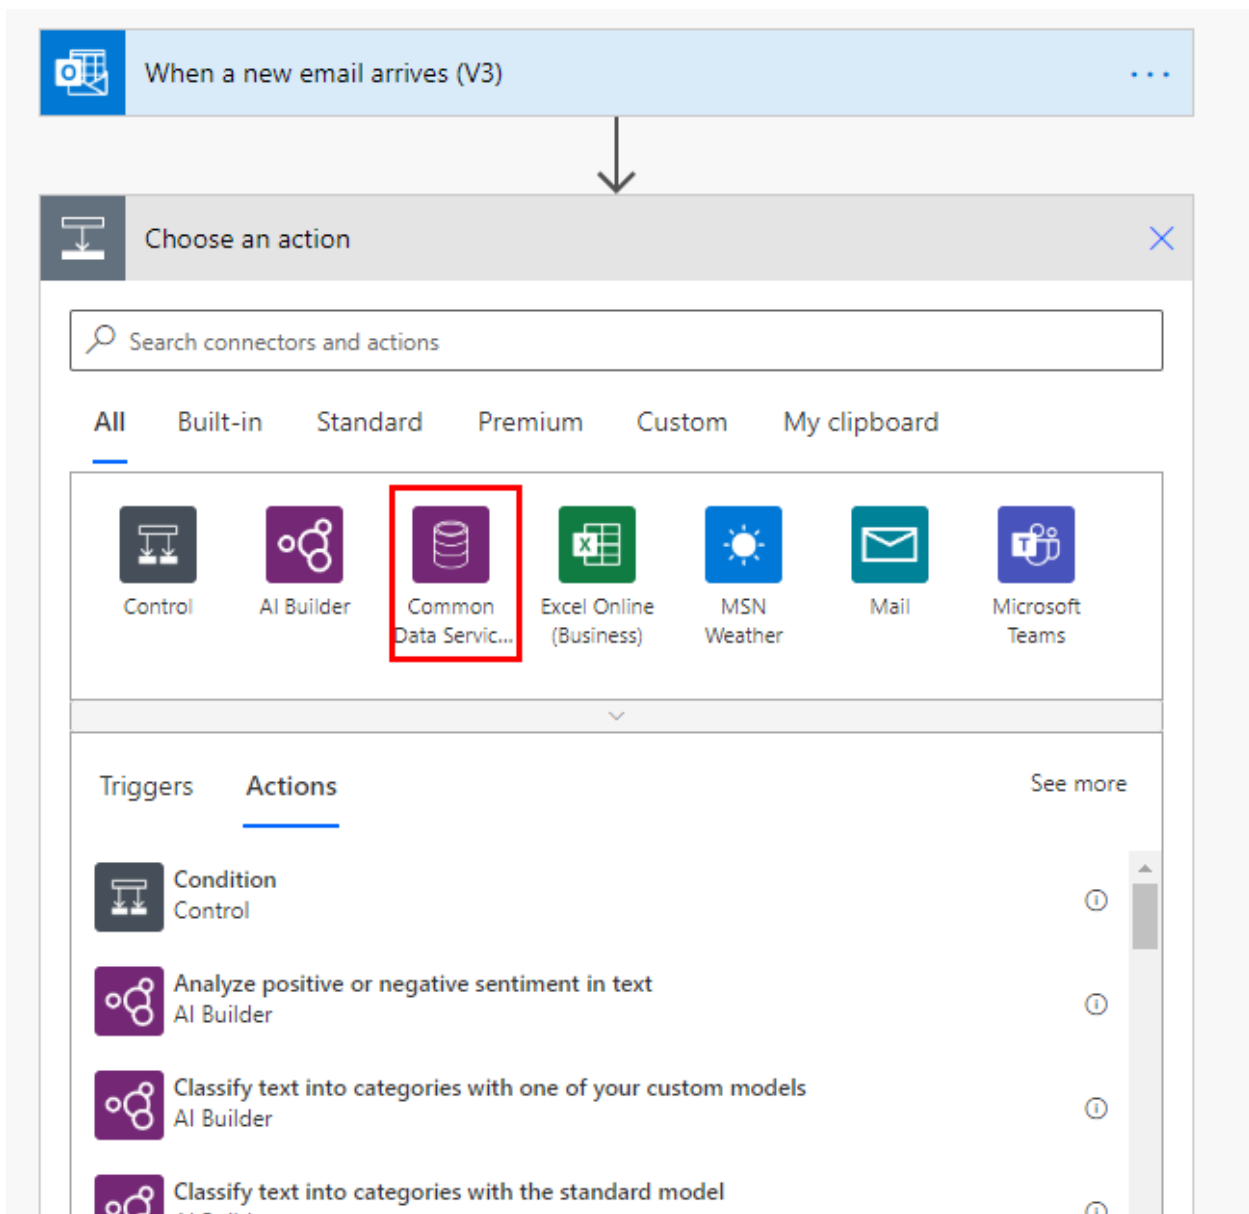 When a new email arrives (V3)
Choose an action
Search connectors and actions
All Built-in Standard Premium Custom My clipboard
Control AI Builder Common Excel Online MSN Mail Microsoft
Data Servic... (Business) Weather Teams
Triggers Actions See more
Condition
Control
Analyze positive or negative sentiment in text
AI Builder
Classify text into categories with one of your custom models
AI Builder
Classify text into categories with the standard model